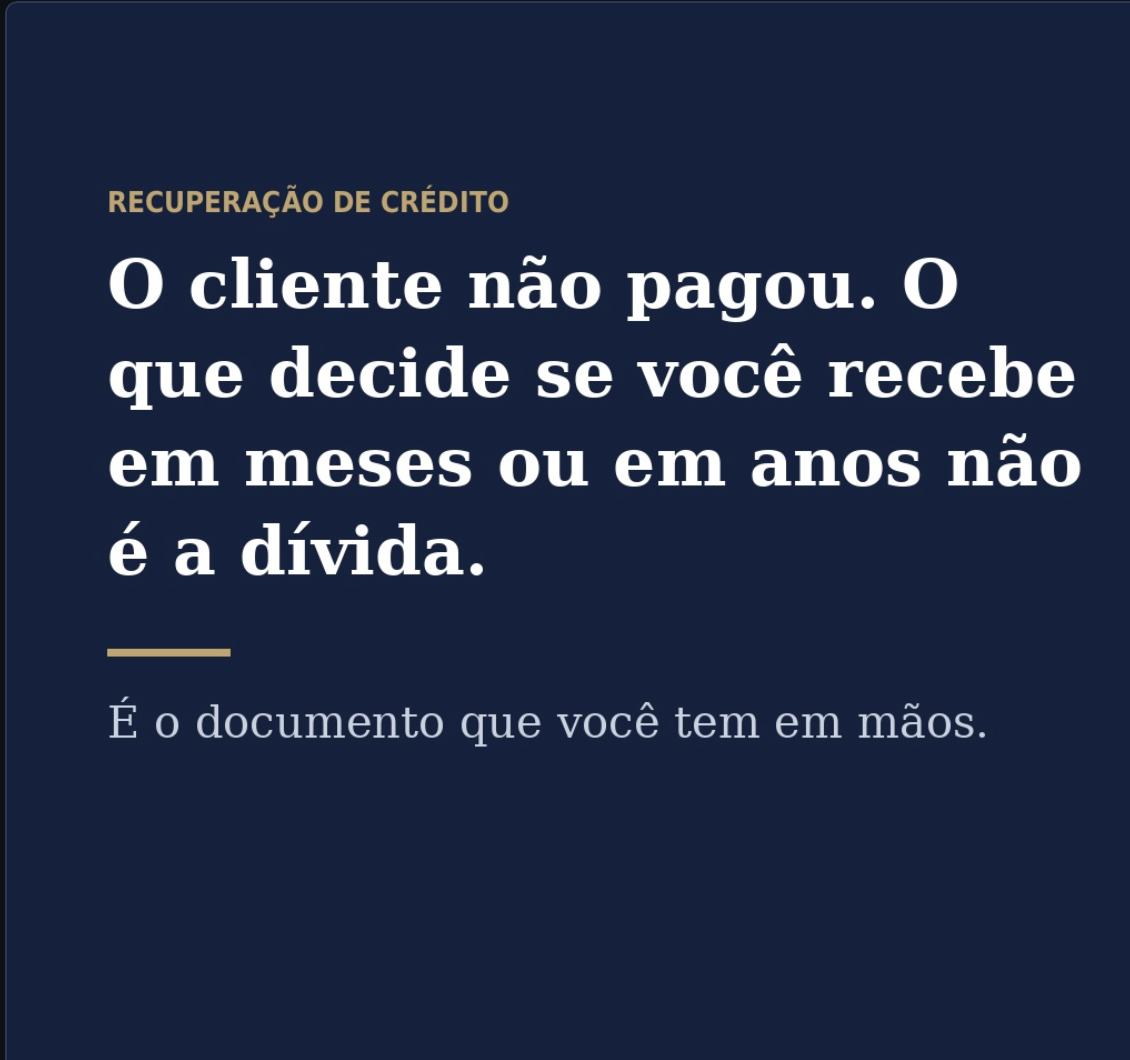 RECUPERAÇÃO DE CRÉDITO
O cliente não pagou. O
que decide se você recebe
em meses ou em anos não
é a dívida.
É o documento que você tem em mãos.